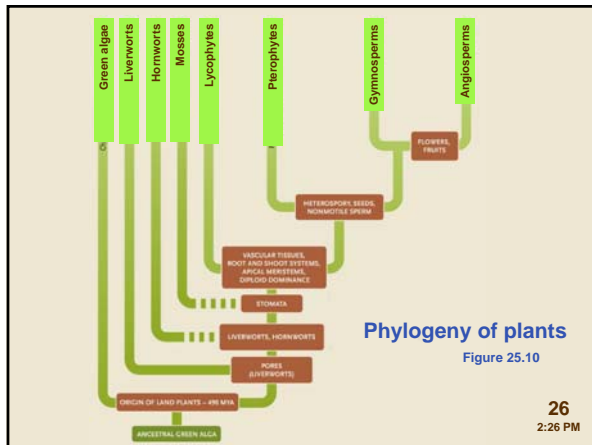 Green algae
Liverworts
Hornworts
Mosses
Lycophytes
Pterophytes
Gymnosperms
Angiosperms
FLOWERS,
FRUITS
HETEROSPORY, SEEDS,
NONMOTILE SPERM
VASCULAR TISSUES,
ROOT AND SHOOT SYSTEMS,
APICAL MERISTEMS,
DIPLOID DOMINANCE
STOMATA
LIVERWORTS, HORNWORTS
PORES
(LIVERWORTS)
ORIGIN OF LAND PLANTS – 490 MYA
ANCESTRAL GREEN ALGA
Phylogeny of plants
Figure 25.10
26
2:26 PM